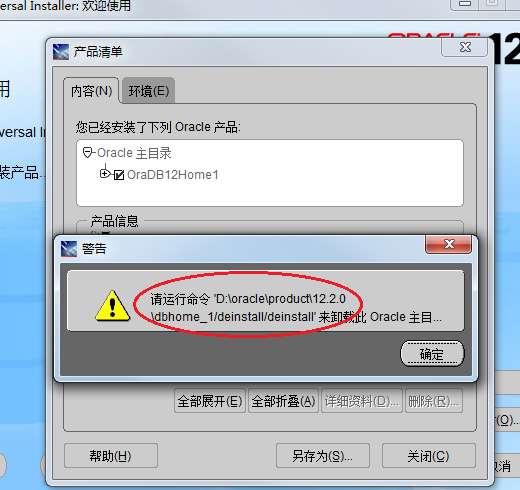 ersal Installer: 欢迎使用
产品清单
ORACLE
12
用
内容(N)
环境(E)
您已经安装了下列 Oracle 产品:
Oracle 主目录
OraDB12Home1
versal In
装产品...
产品信息
警告
请运行命令 'D:\oracle\product\12.2.0
\dbhome_1/deinstall/deinstall' 来卸载此 Oracle 主目...
确定
全部展开(E)
全部折叠(A)
详细资料(D)...
删除(R)...
(O)..
帮助(H)
另存为(S)...
关闭(C)
取消